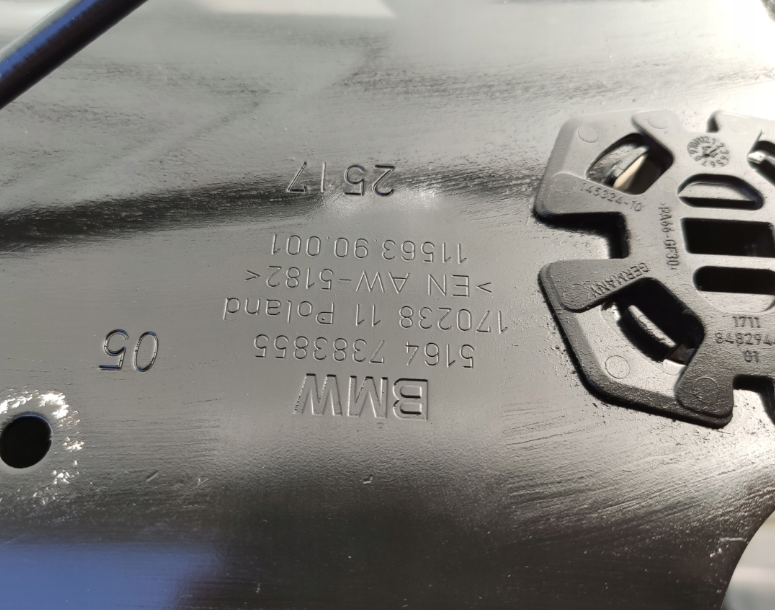 BMW
5164 7383855
170238 11 Poland
>EN AW-5182<
11563.90.001
2517
05
145324-10
>PA66-GF30<
GERMANY
1711
848294
01